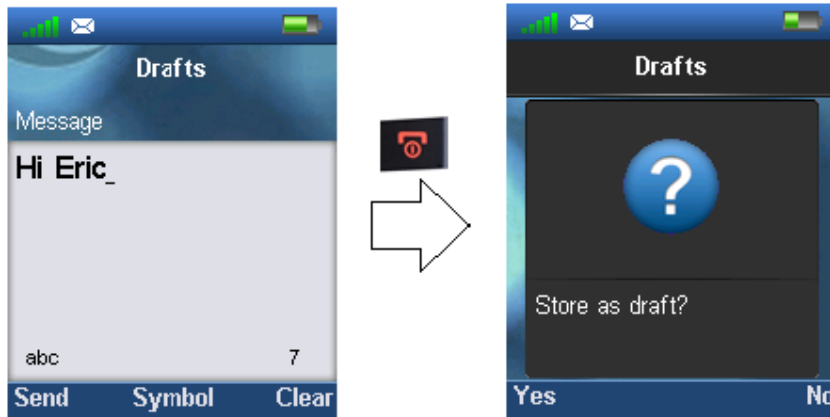 Drafts
Message
Hi Eric_
abc 7
Send Symbol Clear
Drafts
?
Store as draft?
Yes No